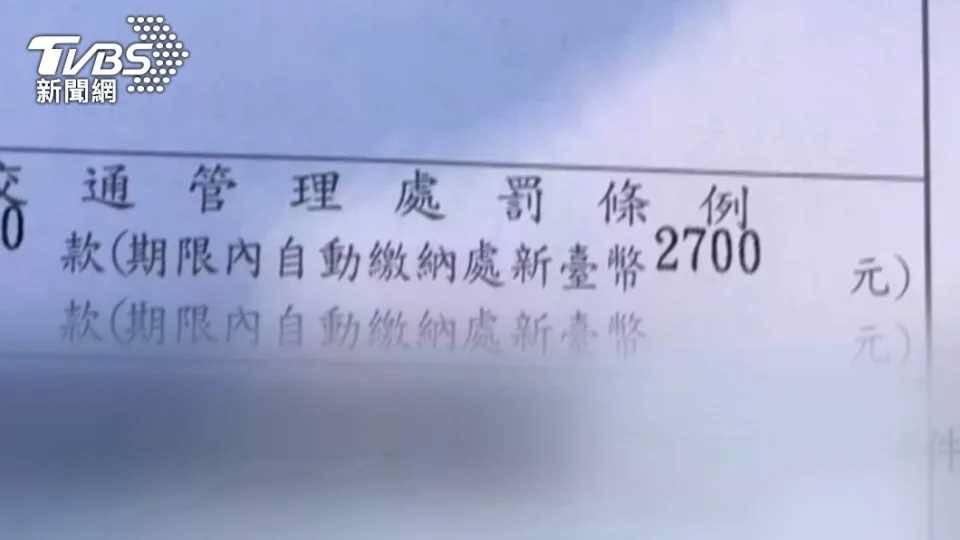 TVBS
新聞網
交通管理處罰條例
0 款(期限內自動繳納處新臺幣2700 元)
款(期限內自動繳納處新臺幣 元)
件